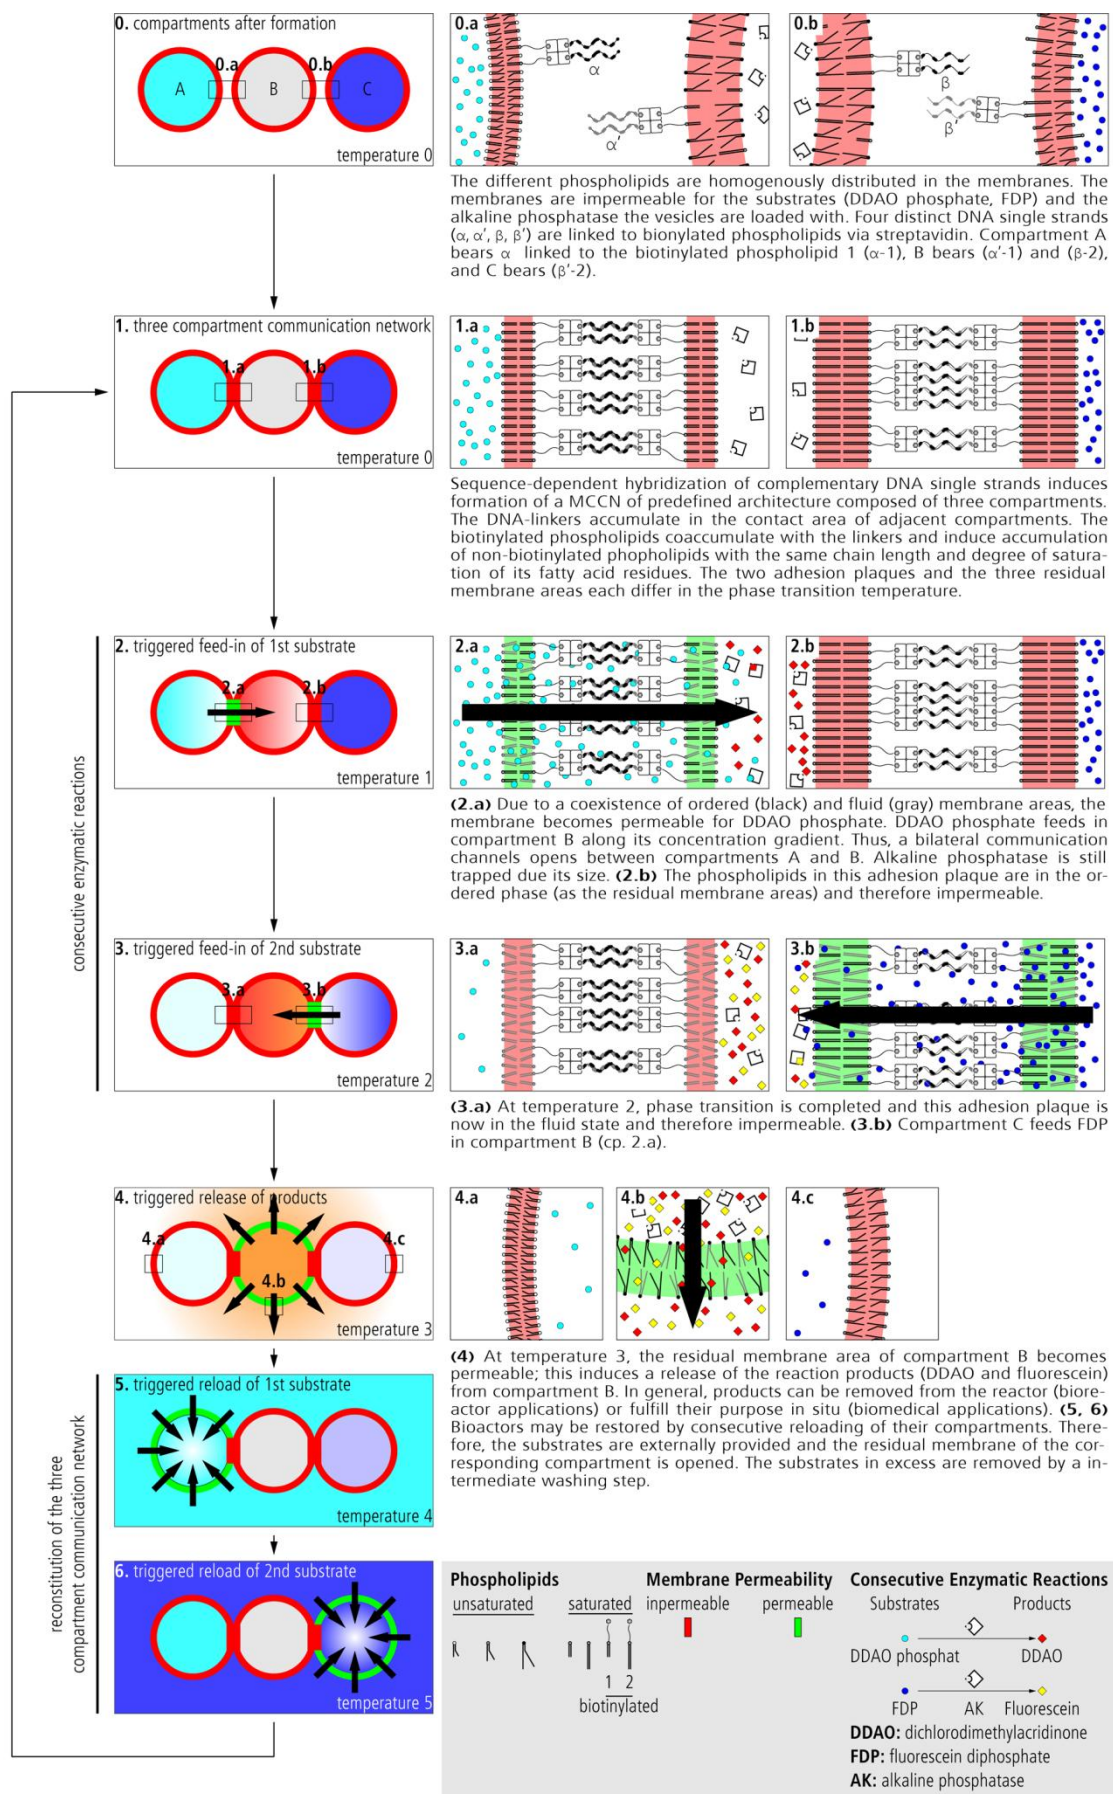 0. compartments after formation
0.a
0.b
A
B
C
temperature 0
0.a
α
α'
0.b
β
β'
The different phospholipids are homogenously distributed in the membranes. The
membranes are impermeable for the substrates (DDAO phosphate, FDP) and the
alkaline phosphatase the vesicles are loaded with. Four distinct DNA single strands
(α, α', β, β') are linked to bionylated phospholipids via streptavidin. Compartment A
bears α linked to the biotinylated phospholipid 1 (α-1), B bears (α'-1) and (β-2),
and C bears (β'-2).
1. three compartment communication network
1.a
1.b
temperature 0
1.a
1.b
Sequence-dependent hybridization of complementary DNA single strands induces
formation of a MCCN of predefined architecture composed of three compartments.
The DNA-linkers accumulate in the contact area of adjacent compartments. The
biotinylated phospholipids coaccumulate with the linkers and induce accumulation
of non-biotinylated phopholipids with the same chain length and degree of satura-
tion of its fatty acid residues. The two adhesion plaques and the three residual
membrane areas each differ in the phase transition temperature.
consecutive enzymatic reactions
2. triggered feed-in of 1st substrate
2.a
2.b
temperature 1
2.a
2.b
(2.a) Due to a coexistence of ordered (black) and fluid (gray) membrane areas, the
membrane becomes permeable for DDAO phosphate. DDAO phosphate feeds in
compartment B along its concentration gradient. Thus, a bilateral communication
channels opens between compartments A and B. Alkaline phosphatase is still
trapped due its size. (2.b) The phospholipids in this adhesion plaque are in the or-
dered phase (as the residual membrane areas) and therefore impermeable.
3. triggered feed-in of 2nd substrate
3.a
3.b
temperature 2
3.a
3.b
(3.a) At temperature 2, phase transition is completed and this adhesion plaque is
now in the fluid state and therefore impermeable. (3.b) Compartment C feeds FDP
in compartment B (cp. 2.a).
4. triggered release of products
4.a
4.c
4.b
temperature 3
4.a
4.b
4.c
(4) At temperature 3, the residual membrane area of compartment B becomes
permeable; this induces a release of the reaction products (DDAO and fluorescein)
from compartment B. In general, products can be removed from the reactor (biore-
actor applications) or fulfill their purpose in situ (biomedical applications). (5, 6)
Bioactors may be restored by consecutive reloading of their compartments. There-
fore, the substrates are externally provided and the residual membrane of the cor-
responding compartment is opened. The substrates in excess are removed by a in-
termediate washing step.
reconstitution of the three
compartment communication network
5. triggered reload of 1st substrate
temperature 4
6. triggered reload of 2nd substrate
temperature 5
Phospholipids
unsaturated
saturated
1 2
biotinylated
Membrane Permeability
impermeable
permeable
Consecutive Enzymatic Reactions
Substrates
Products
DDAO phosphat
DDAO
FDP
AK
Fluorescein
DDAO: dichlorodimethylacridinone
FDP: fluorescein diphosphate
AK: alkaline phosphatase